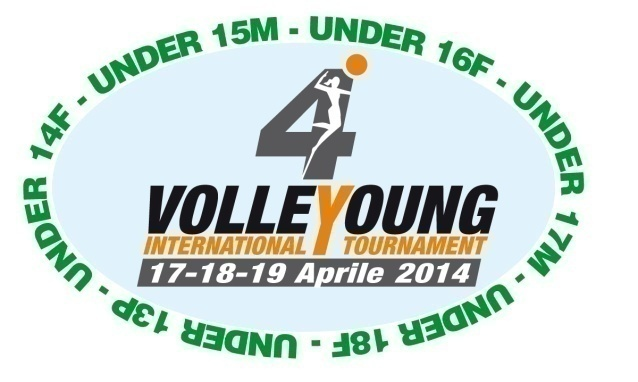 UNDER 14F - UNDER 15M - UNDER 16F - UNDER 17M - UNDER 18F - UNDER 13P -
4
VOLLEYOUNG
INTERNATIONAL TOURNAMENT
17-18-19 Aprile 2014